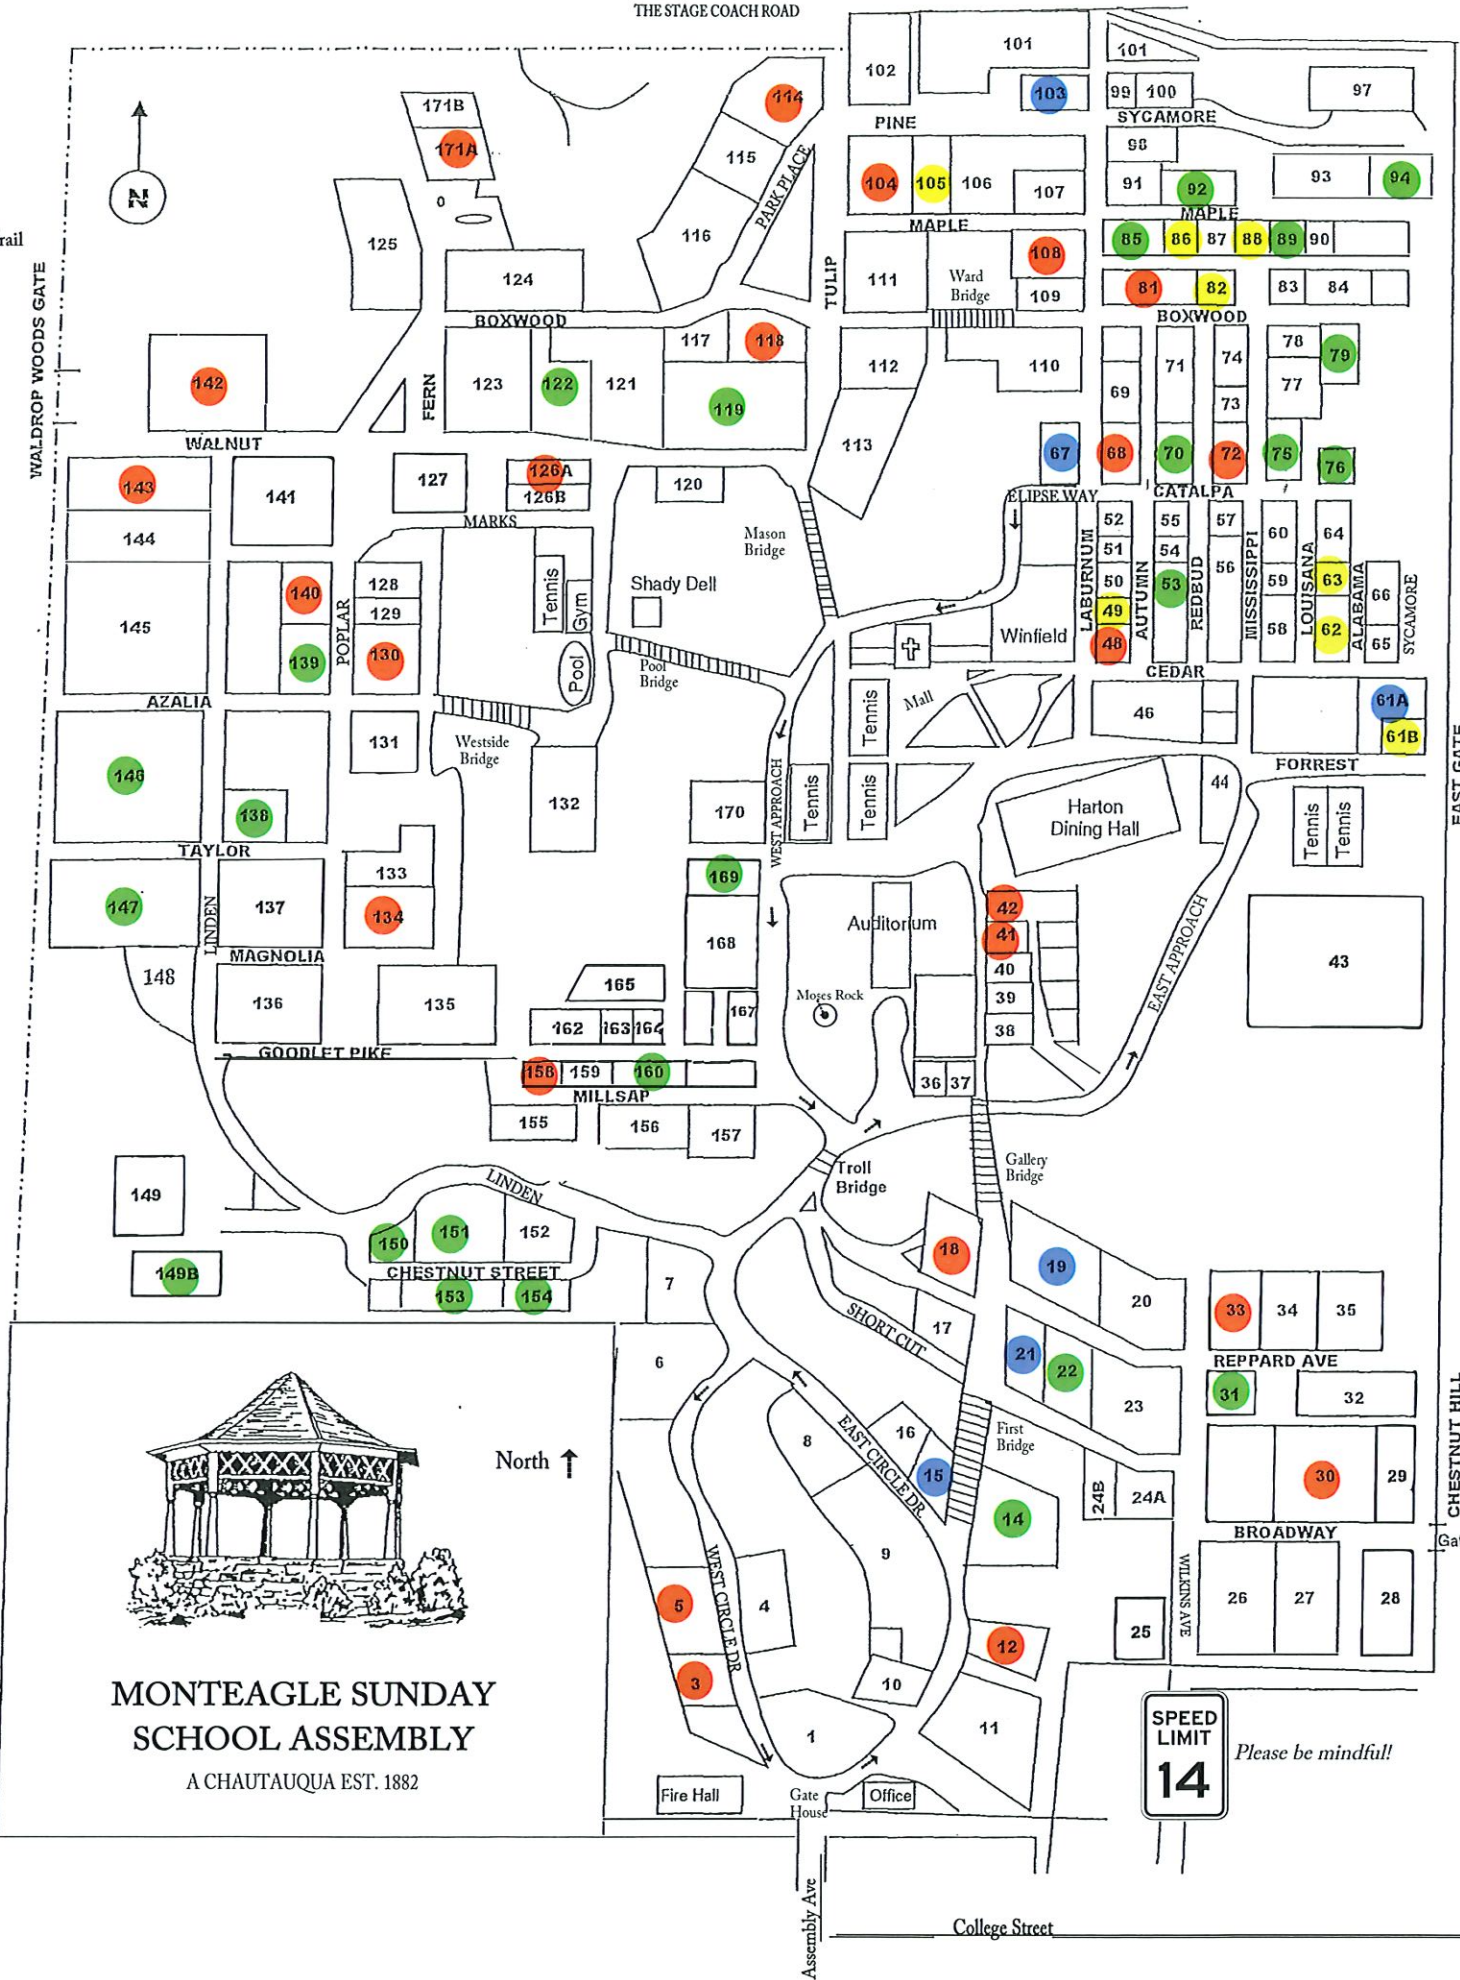 THE STAGE COACH ROAD
102
101
101
103
99
100
97
171B
114
PINE
SYCAMORE
171A
115
PARK PLACE
98
0
104
105
106
107
91
92
93
94
N
MAPLE
MAPLE
rail
125
116
85
86
87
88
89
90
124
TULIP
111
Ward
Bridge
108
109
81
82
83
84
WALDROP WOODS GATE
BOXWOOD
BOXWOOD
117
118
112
110
71
74
78
79
142
FERN
123
122
121
119
69
73
77
WALNUT
113
67
68
70
72
75
76
143
141
127
126A
126B
120
ELIPSE WAY
CATALPA
144
MARKS
Mason
Bridge
52
55
57
60
64
51
54
56
145
140
POPLAR
128
129
Tennis
Gym
Shady Dell
LABURNUM
50
53
AUTUMN
REDBUD
MISSISSIPPI
59
LOUISANA
63
ALABAMA
66
SYCAMORE
49
139
130
Winfield
48
58
62
65
Pool
Pool
Bridge
CEDAR
AZALIA
Mall
46
61A
61B
Tennis
131
Westside
Bridge
FORREST
EAST GATE
146
138
132
170
WEST APPROACH
Tennis
Tennis
Harton
Dining Hall
44
Tennis
Tennis
TAYLOR
133
169
147
LINDEN
137
134
168
Auditorium
42
41
40
39
38
EAST APPROACH
43
MAGNOLIA
148
136
135
165
162
163
164
167
Moses Rock
GOODLET PIKE
158
159
160
36
37
MILLSAP
155
156
157
149
LINDEN
Troll
Bridge
Gallery
Bridge
150
151
152
18
19
149B
CHESTNUT STREET
153
154
7
20
33
34
35
SHORT CUT
17
6
21
22
REPPARD AVE
31
32
CHESTNUT HILL
23
8
EAST CIRCLE DR
16
15
First
Bridge
North
24B
24A
30
29
14
BROADWAY
Ga
9
WEST CIRCLE DR
5
4
WILKINS AVE
26
27
28
12
25
3
10
MONTEAGLE SUNDAY
SCHOOL ASSEMBLY
A CHAUTAUQUA EST. 1882
1
11
SPEED
LIMIT
14
Please be mindful!
Fire Hall
Gate
House
Office
Assembly Ave
College Street